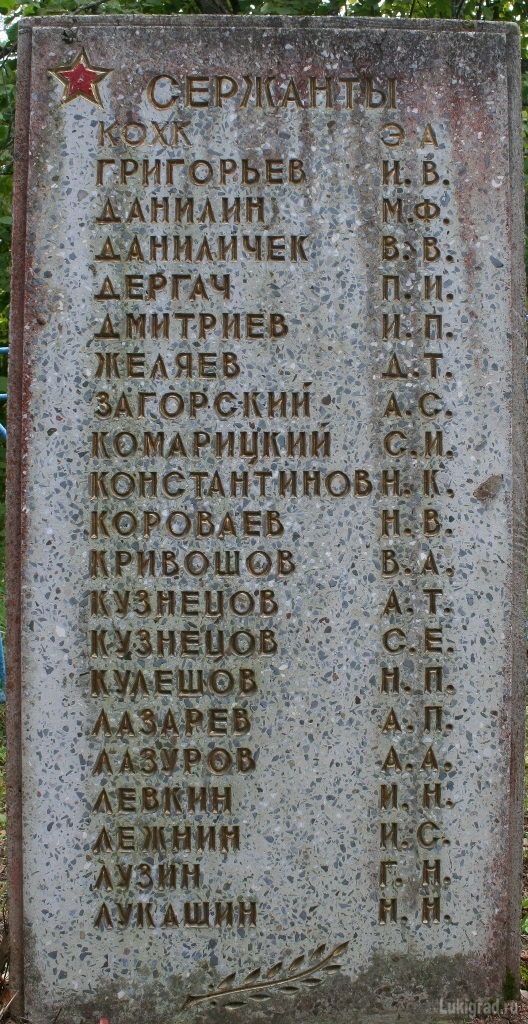 СЕРЖАНТЫ
КОХК Э А
ГРИГОРЬЕВ И. В.
ДАНИЛИН М.Ф.
ДАНИЛИЧЕК В. В.
ДЕРГАЧ П. И.
ДМИТРИЕВ И. П.
ЖЕЛЯЕВ Д. Т.
ЗАГОРСКИЙ А. С.
КОМАРИЦКИЙ С. И.
КОНСТАНТИНОВ Н. К.
КОРОВАЕВ Н. В.
КРИВОШОВ В. А.
КУЗНЕЦОВ А. Т.
КУЗНЕЦОВ С. Е.
КУЛЕШОВ Н. П.
ЛАЗАРЕВ А. П.
ЛАЗУРОВ А. А.
ЛЕВКИН И. Н.
ЛЕЖНИН И. С.
ЛУЗИН Г. Н.
ЛУКАШИН Н. Н.
Lukigrad.ru